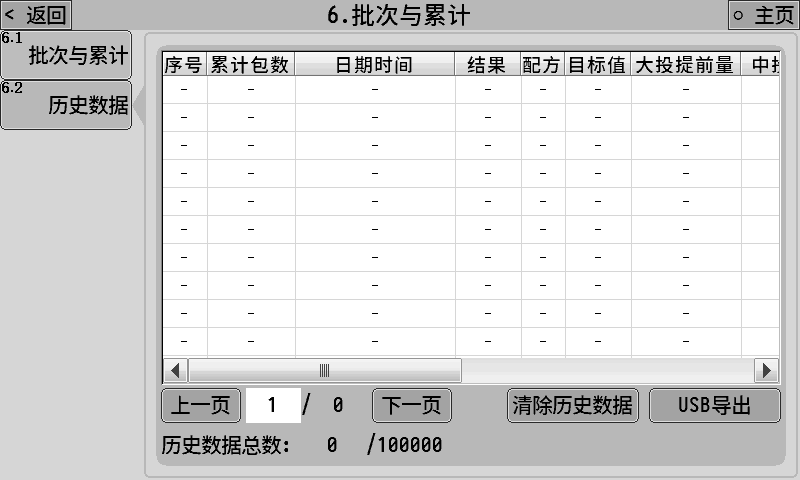 < 返回
6.批次与累计
○ 主页
6.1
批次与累计
6.2
历史数据
序号 累计包数 日期时间 结果 配方 目标值 大投提前量 中
- - - - - - -
- - - - - - -
- - - - - - -
- - - - - - -
- - - - - - -
- - - - - - -
- - - - - - -
- - - - - - -
- - - - - - -
- - - - - - -
上一页 1 / 0 下一页 清除历史数据 USB导出
历史数据总数: 0 /100000